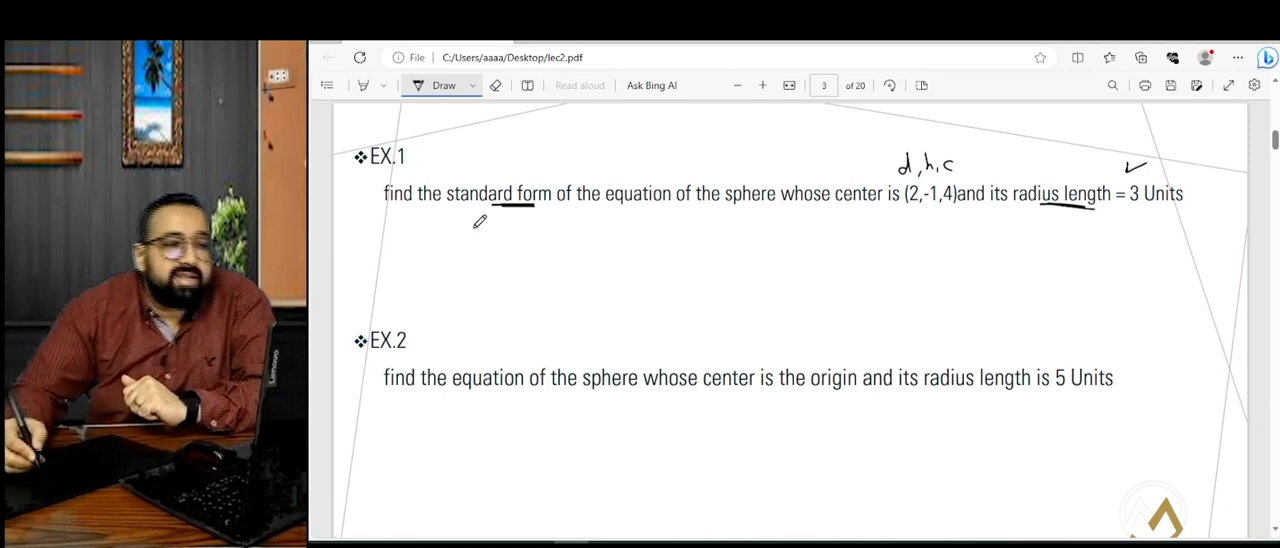 File C:/Users/aaaa/Desktop/lec2.pdf
Draw Read aloud Ask Bing AI 3 of 20
d, h, c
❖EX.1
find the standard form of the equation of the sphere whose center is (2,-1,4)and its radius length = 3 Units
❖EX.2
find the equation of the sphere whose center is the origin and its radius length is 5 Units
Lenovo